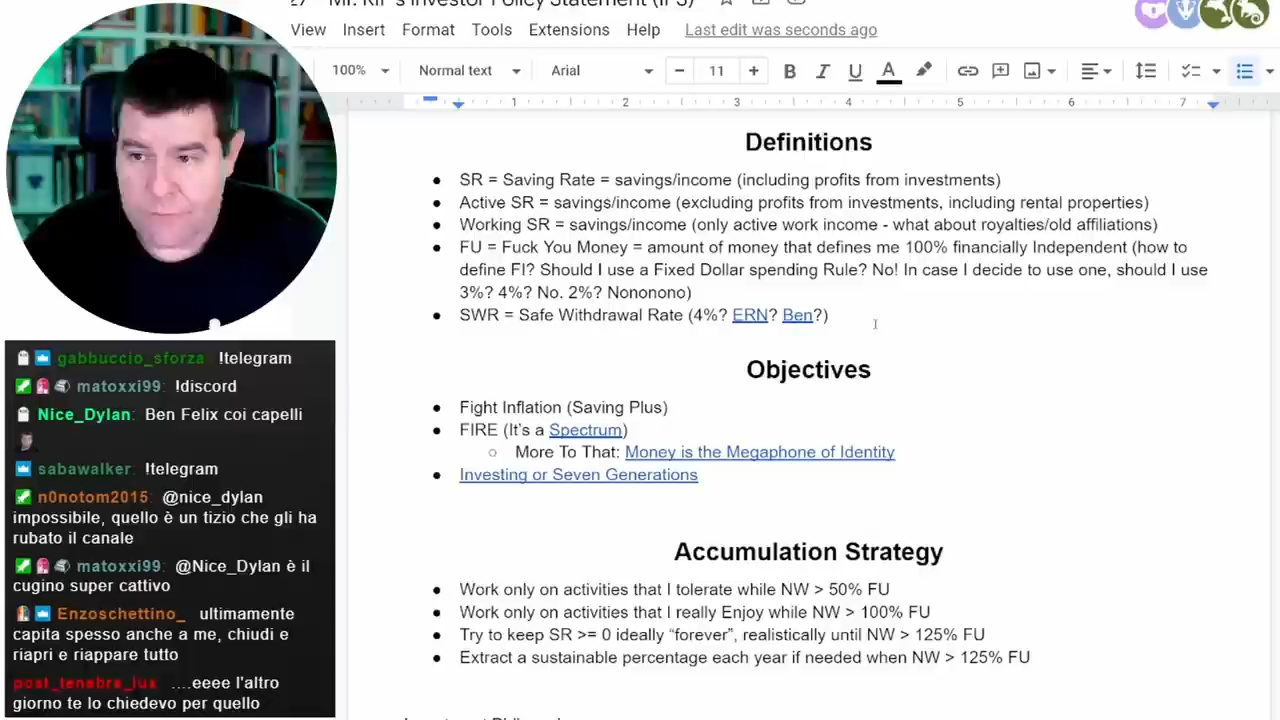 Mr. RIP's Investor Policy Statement (IPS)
View Insert Format Tools Extensions Help Last edit was seconds ago
100% Normal text Arial 11 B I U A
1 2 3 4 5 6 7
Definitions
● SR = Saving Rate = savings/income (including profits from investments)
● Active SR = savings/income (excluding profits from investments, including rental properties)
● Working SR = savings/income (only active work income - what about royalties/old affiliations)
● FU = Fuck You Money = amount of money that defines me 100% financially Independent (how to
define FI? Should I use a Fixed Dollar spending Rule? No! In case I decide to use one, should I use
3%? 4%? No. 2%? Nononono)
● SWR = Safe Withdrawal Rate (4%? ERN? Ben?)
Objectives
● Fight Inflation (Saving Plus)
● FIRE (It's a Spectrum)
○ More To That: Money is the Megaphone of Identity
● Investing or Seven Generations
Accumulation Strategy
● Work only on activities that I tolerate while NW > 50% FU
● Work only on activities that I really Enjoy while NW > 100% FU
● Try to keep SR >= 0 ideally “forever”, realistically until NW > 125% FU
● Extract a sustainable percentage each year if needed when NW > 125% FU
gabbuccio_sforza !telegram
matoxxi99: !discord
Nice_Dylan: Ben Felix coi capelli
sabawalker: !telegram
n0notom2015: @nice_dylan
impossibile, quello è un tizio che gli ha
rubato il canale
matoxxi99: @Nice_Dylan è il
cugino super cattivo
Enzoschettino_ ultimamente
capita spesso anche a me, chiudi e
riapri e riappare tutto
post_tenebra_lux ....eeee l'altro
giorno te lo chiedevo per quello